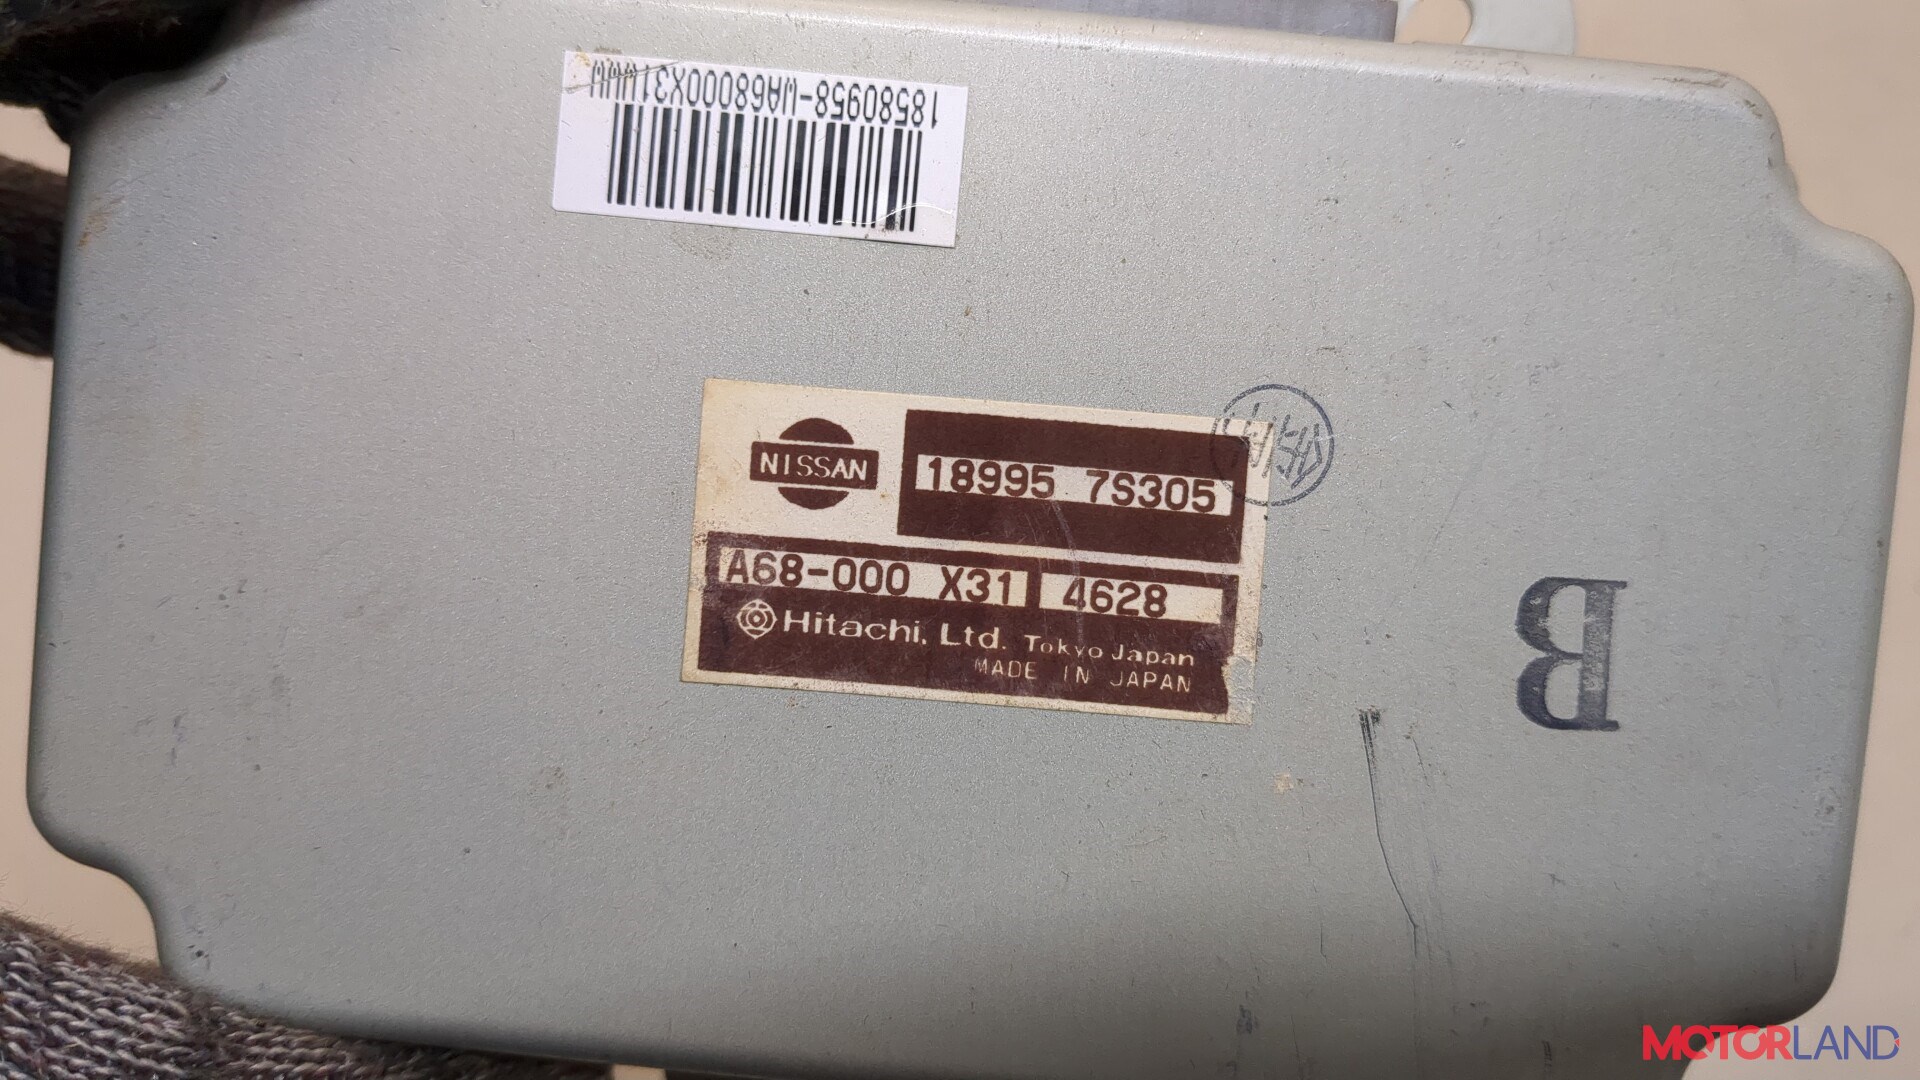 18580958-WA68000X31WWW
NISSAN
18995 7S305
A68-000 X31 4628
Hitachi, Ltd. Tokyo Japan
MADE IN JAPAN
B
MOTORLAND